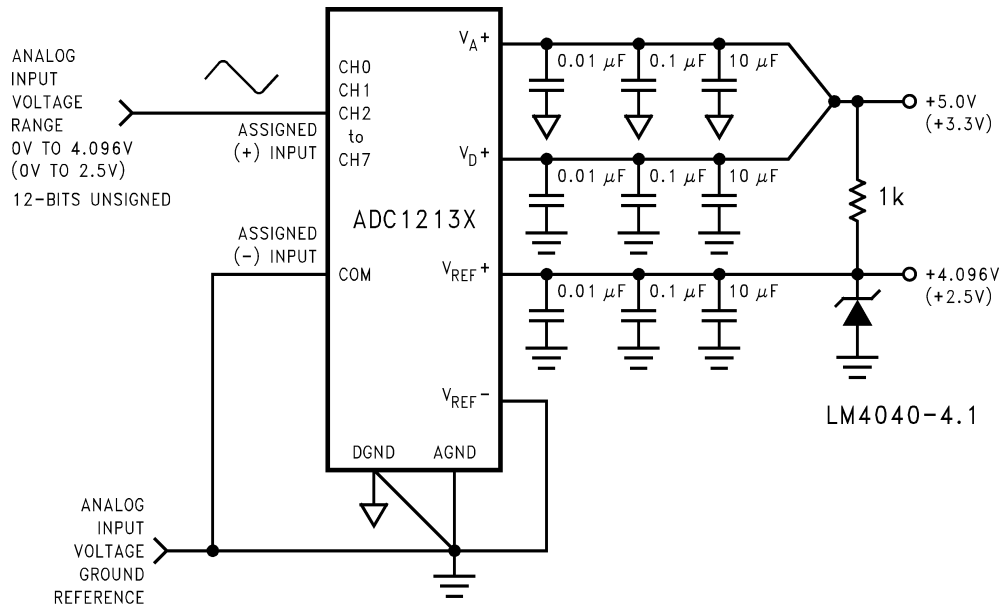 ANALOG
INPUT
VOLTAGE
RANGE
0V TO 4.096V
(0V TO 2.5V)
12-BITS UNSIGNED
ASSIGNED
(+) INPUT
CH0
CH1
CH2
to
CH7
ADC1213X
ASSIGNED
(-) INPUT
COM
VA+
0.01 μF
0.1 μF
10 μF
+5.0V
(+3.3V)
VD+
0.01 μF
0.1 μF
10 μF
1k
VREF+
0.01 μF
0.1 μF
10 μF
+4.096V
(+2.5V)
LM4040-4.1
VREF-
DGND
AGND
ANALOG
INPUT
VOLTAGE
GROUND
REFERENCE